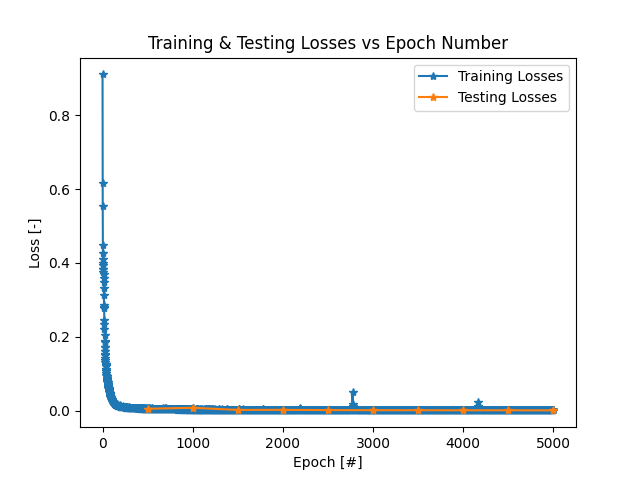 Training & Testing Losses vs Epoch Number
Training Losses
Testing Losses
Loss [-]
0.8
0.6
0.4
0.2
0.0
0 1000 2000 3000 4000 5000
Epoch [#]